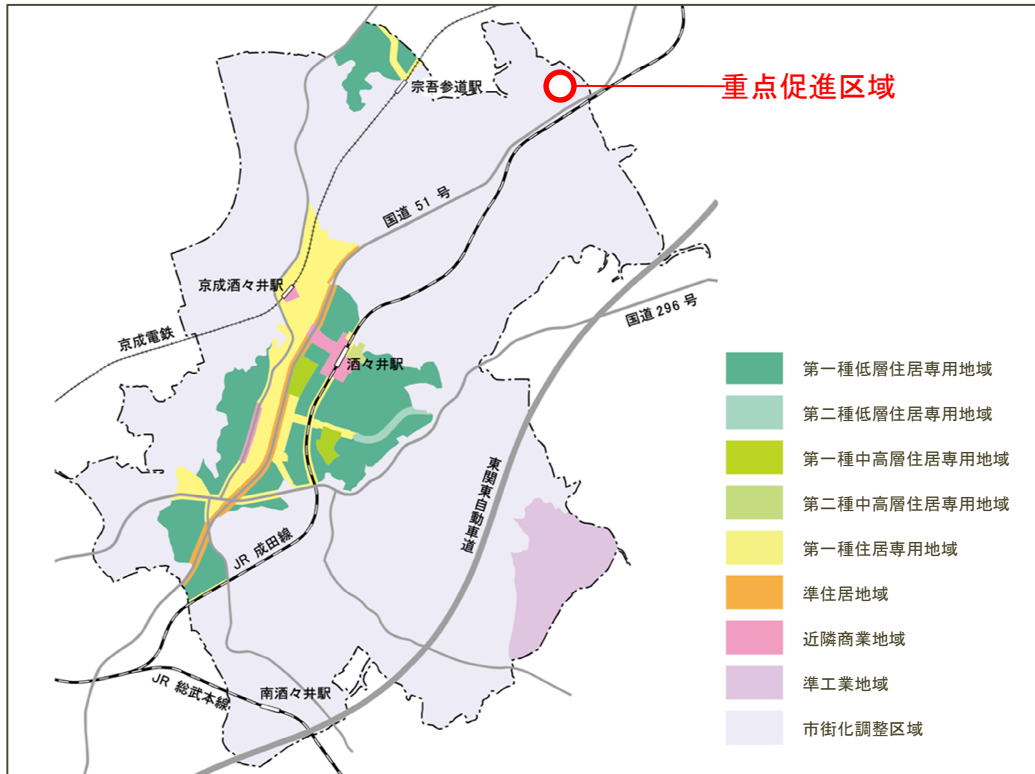 宗吾参道駅
重点促進区域
国道 51 号
京成酒々井駅
国道 296 号
京成電鉄
酒々井駅
第一種低層住居専用地域
第二種低層住居専用地域
第一種中高層住居専用地域
東関東自動車道
第二種中高層住居専用地域
第一種住居専用地域
JR 成田線
準住居地域
近隣商業地域
JR 総武本線
南酒々井駅
準工業地域
市街化調整区域